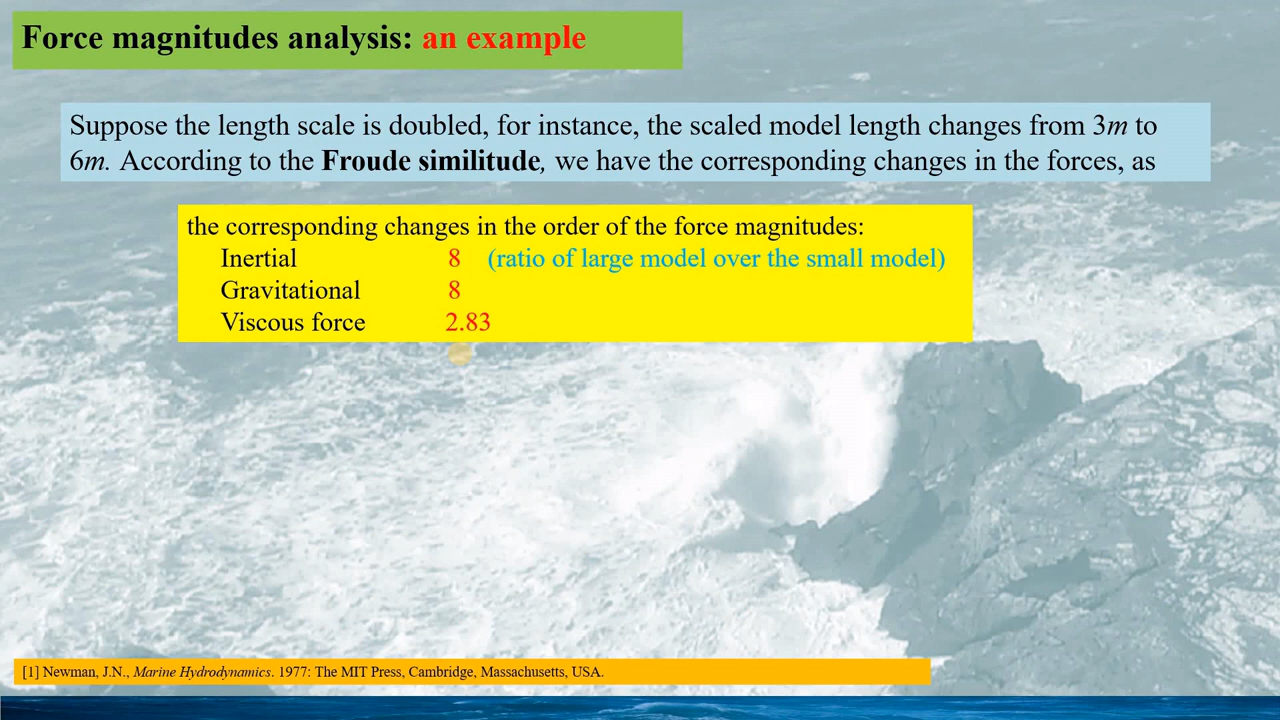 Force magnitudes analysis: an example
Suppose the length scale is doubled, for instance, the scaled model length changes from 3m to
6m. According to the Froude similitude, we have the corresponding changes in the forces, as
the corresponding changes in the order of the force magnitudes:
Inertial 8 (ratio of large model over the small model)
Gravitational 8
Viscous force 2.83
[1] Newman, J.N., Marine Hydrodynamics. 1977: The MIT Press, Cambridge, Massachusetts, USA.